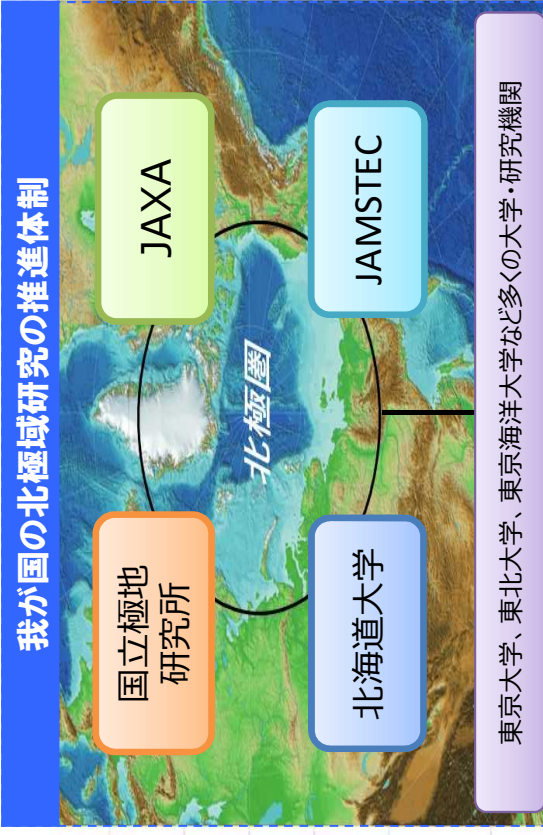 我が国の北極域研究の推進体制
国立極地
研究所
JAXA
北極圏
北海道大学
JAMSTEC
東京大学、東北大学、東京海洋大学など多くの大学・研究機関